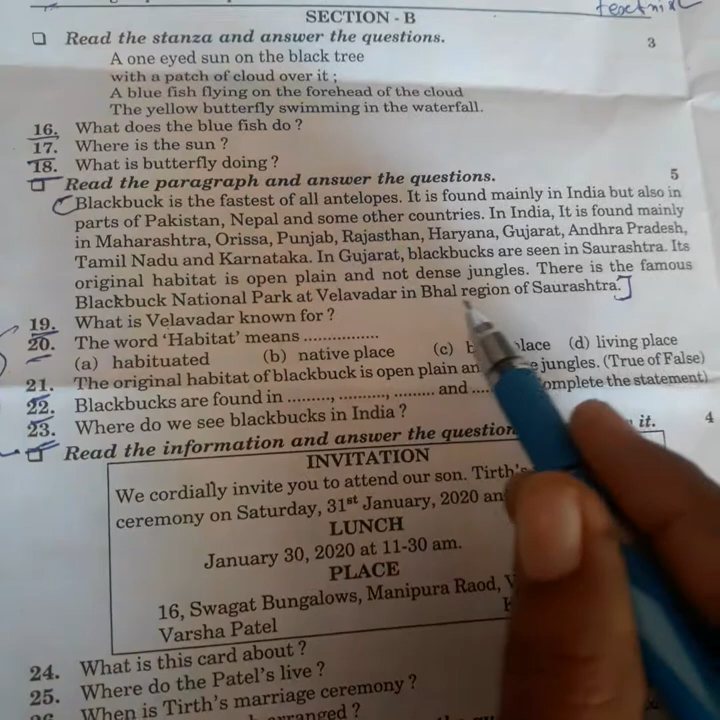 teetnix
SECTION - B
Read the stanza and answer the questions. 3
A one eyed sun on the black tree
with a patch of cloud over it ;
A blue fish flying on the forehead of the cloud
The yellow butterfly swimming in the waterfall.
16. What does the blue fish do ?
17. Where is the sun ?
18. What is butterfly doing ?
Read the paragraph and answer the questions. 5
Blackbuck is the fastest of all antelopes. It is found mainly in India but also in
parts of Pakistan, Nepal and some other countries. In India, It is found mainly
in Maharashtra, Orissa, Punjab, Rajasthan, Haryana, Gujarat, Andhra Pradesh,
Tamil Nadu and Karnataka. In Gujarat, blackbucks are seen in Saurashtra. Its
original habitat is open plain and not dense jungles. There is the famous
Blackbuck National Park at Velavadar in Bhal region of Saurashtra.
19. What is Velavadar known for ?
20. The word 'Habitat' means ................
(a) habituated (b) native place (c) b place (d) living place
21. The original habitat of blackbuck is open plain an e jungles. (True of False)
22. Blackbucks are found in ........., ........., ......... and .... omplete the statement)
23. Where do we see blackbucks in India ?
Read the information and answer the question it. 4
INVITATION
We cordially invite you to attend our son. Tirth's
ceremony on Saturday, 31st January, 2020 an
LUNCH
January 30, 2020 at 11-30 am.
PLACE
16, Swagat Bungalows, Manipura Raod, V
Varsha Patel
24. What is this card about ?
25. Where do the Patel's live ?
When is Tirth's marriage ceremony ?
arranged ?